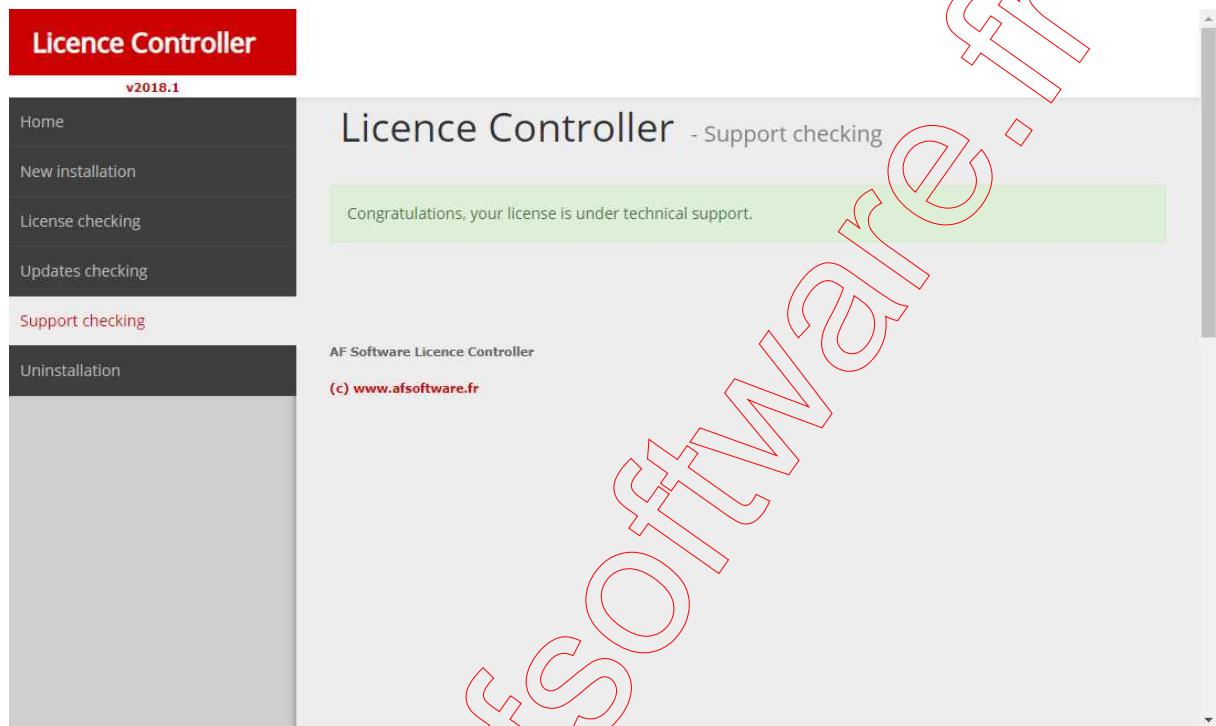 Licence Controller
v2018.1
Home
New installation
License checking
Updates checking
Support checking
Uninstallation
Licence Controller - Support checking
Congratulations, your license is under technical support.
AF Software Licence Controller
(c) www.afsoftware.fr
fsoftware.fr